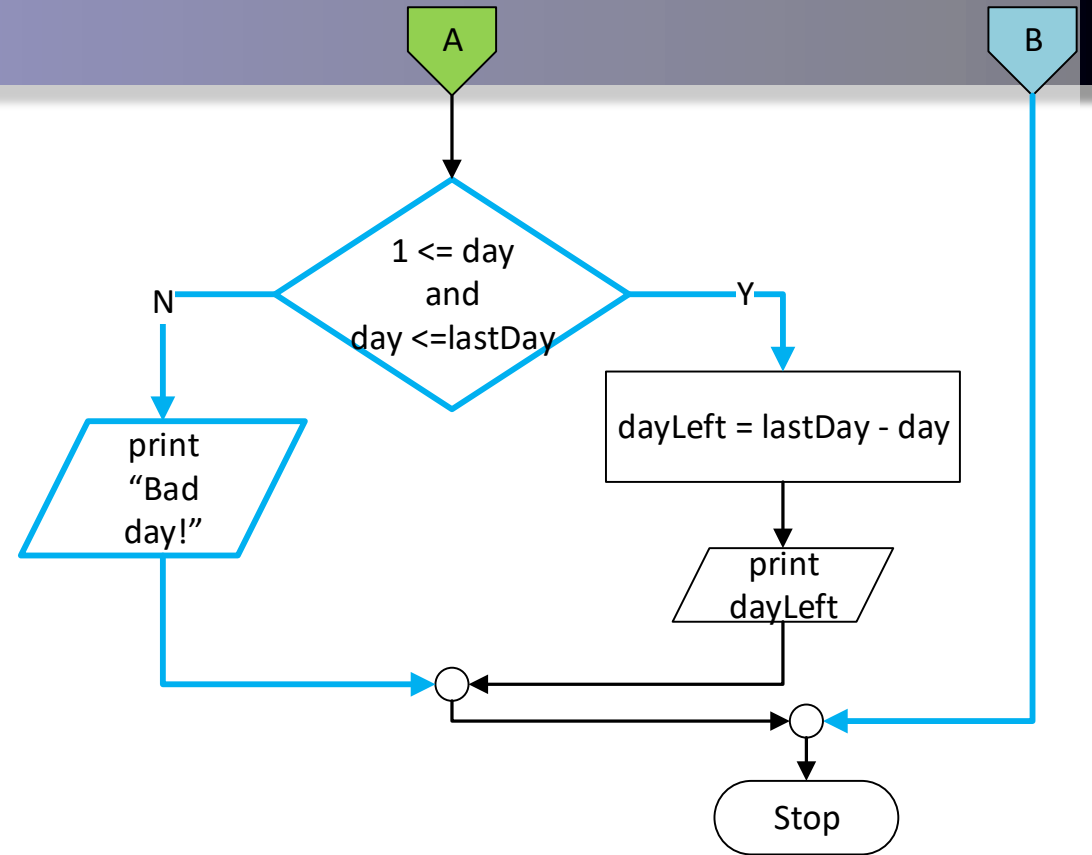 A
B
1 <= day
and
day <=lastDay
N
Y
dayLeft = lastDay - day
print
“Bad
day!”
print
dayLeft
Stop